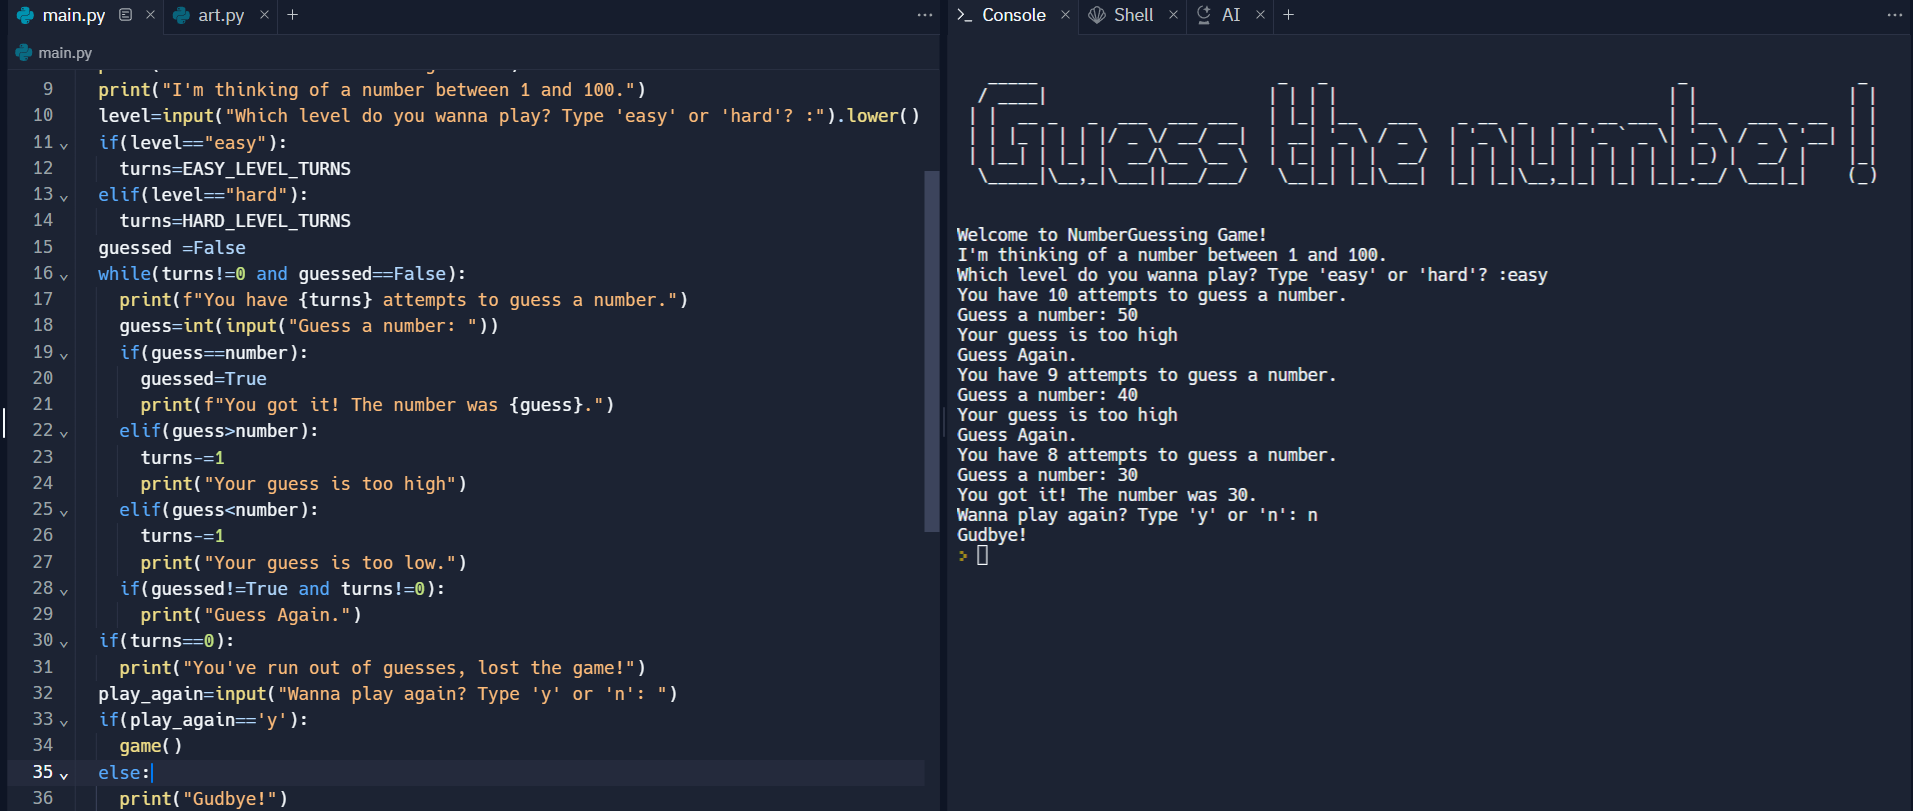 main.py
art.py
main.py
9 print("I'm thinking of a number between 1 and 100.")
10 level=input("Which level do you wanna play? Type 'easy' or 'hard'? :").lower()
11 if(level=="easy"):
12 turns=EASY_LEVEL_TURNS
13 elif(level=="hard"):
14 turns=HARD_LEVEL_TURNS
15 guessed =False
16 while(turns!=0 and guessed==False):
17 print(f"You have {turns} attempts to guess a number.")
18 guess=int(input("Guess a number: "))
19 if(guess==number):
20 guessed=True
21 print(f"You got it! The number was {guess}.")
22 elif(guess>number):
23 turns-=1
24 print("Your guess is too high")
25 elif(guess<number):
26 turns-=1
27 print("Your guess is too low.")
28 if(guessed!=True and turns!=0):
29 print("Guess Again.")
30 if(turns==0):
31 print("You've run out of guesses, lost the game!")
32 play_again=input("Wanna play again? Type 'y' or 'n': ")
33 if(play_again=='y'):
34 game()
35 else:
36 print("Gudbye!")
Console
Shell
AI
Guess the number!
Welcome to NumberGuessing Game!
I'm thinking of a number between 1 and 100.
Which level do you wanna play? Type 'easy' or 'hard'? :easy
You have 10 attempts to guess a number.
Guess a number: 50
Your guess is too high
Guess Again.
You have 9 attempts to guess a number.
Guess a number: 40
Your guess is too high
Guess Again.
You have 8 attempts to guess a number.
Guess a number: 30
You got it! The number was 30.
Wanna play again? Type 'y' or 'n': n
Gudbye!